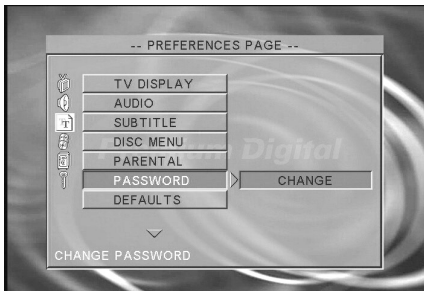 -- PREFERENCES PAGE --
TV DISPLAY
AUDIO
SUBTITLE
DISC MENU
PARENTAL
PASSWORD CHANGE
DEFAULTS
CHANGE PASSWORD